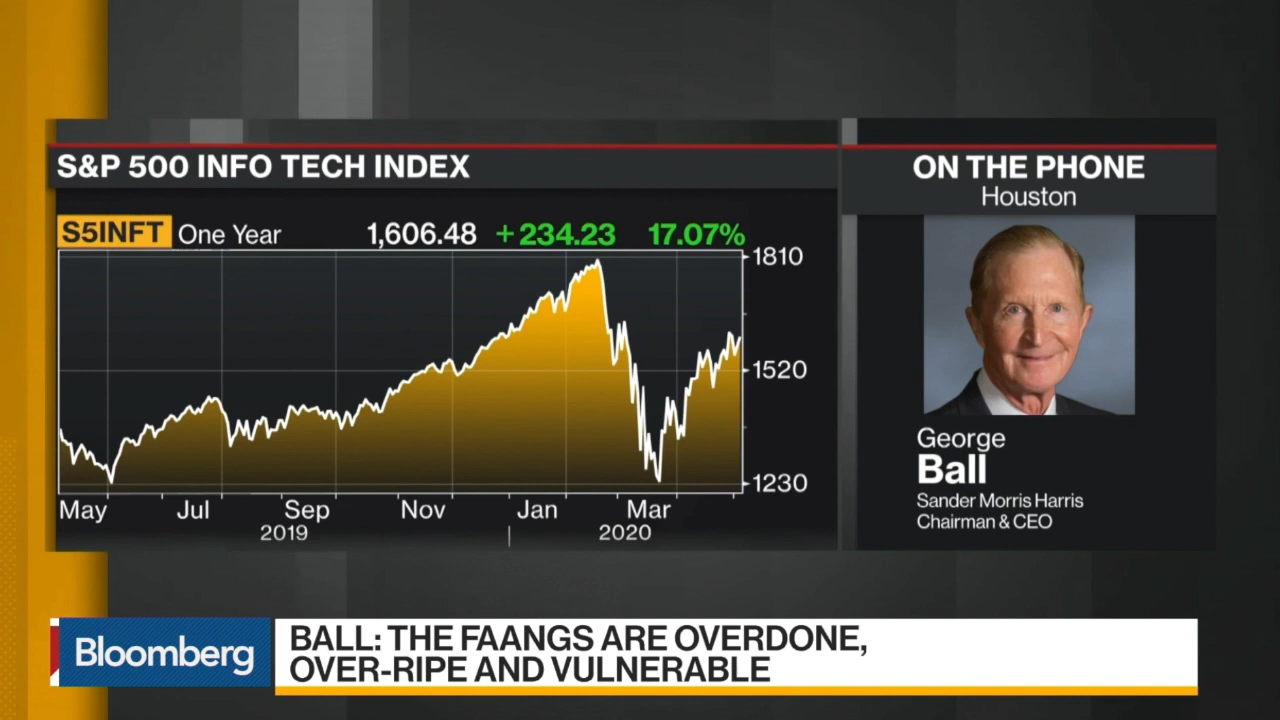 S&P 500 INFO TECH INDEX
S5INFT One Year 1,606.48 +234.23 17.07%
1810
1520
1230
May Jul Sep Nov Jan Mar
2019 2020
ON THE PHONE
Houston
George
Ball
Sander Morris Harris
Chairman & CEO
Bloomberg
BALL: THE FAANGS ARE OVERDONE,
OVER-RIPE AND VULNERABLE